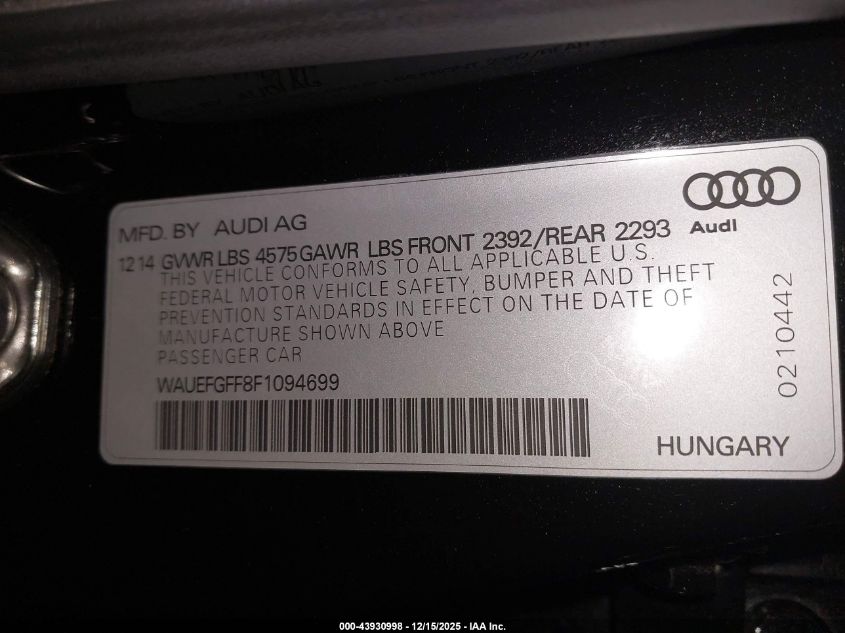 MFD. BY AUDI AG
Audi
12 14 GVWR LBS 4575 GAWR LBS FRONT 2392/REAR 2293
THIS VEHICLE CONFORMS TO ALL APPLICABLE U.S.
FEDERAL MOTOR VEHICLE SAFETY, BUMPER AND THEFT
PREVENTION STANDARDS IN EFFECT ON THE DATE OF
MANUFACTURE SHOWN ABOVE
PASSENGER CAR
WAUEFGFF8F1094699
0210442
HUNGARY
000-43930998 - 12/15/2025 - IAA Inc.